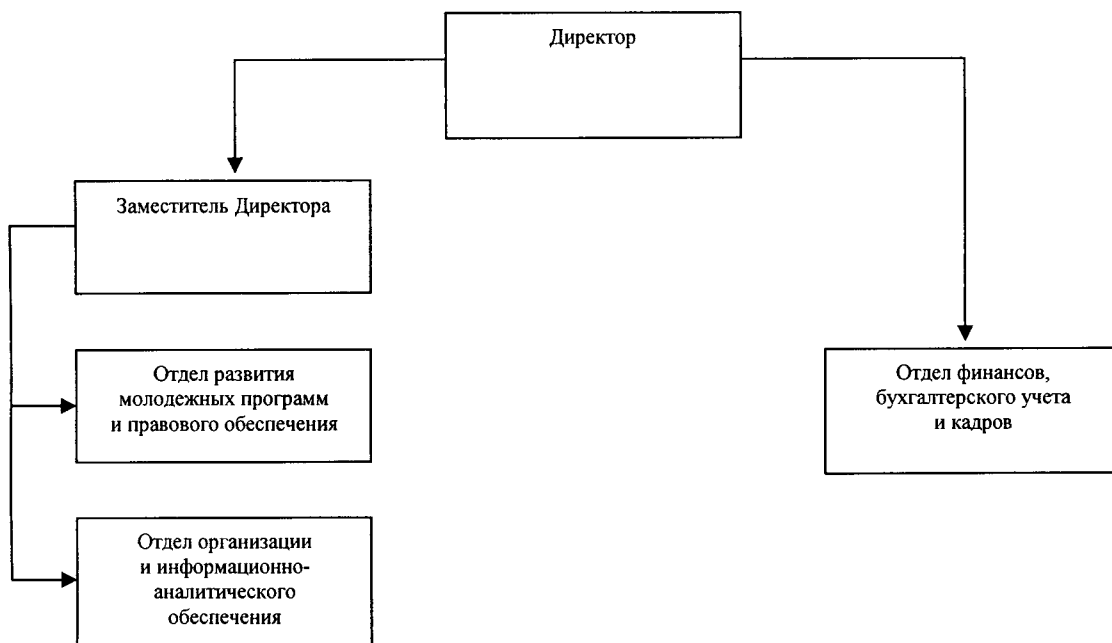 Директор
Заместитель Директора
Отдел развития
молодежных программ
и правового обеспечения
Отдел финансов,
бухгалтерского учета
и кадров
Отдел организации
и информационно-
аналитического
обеспечения